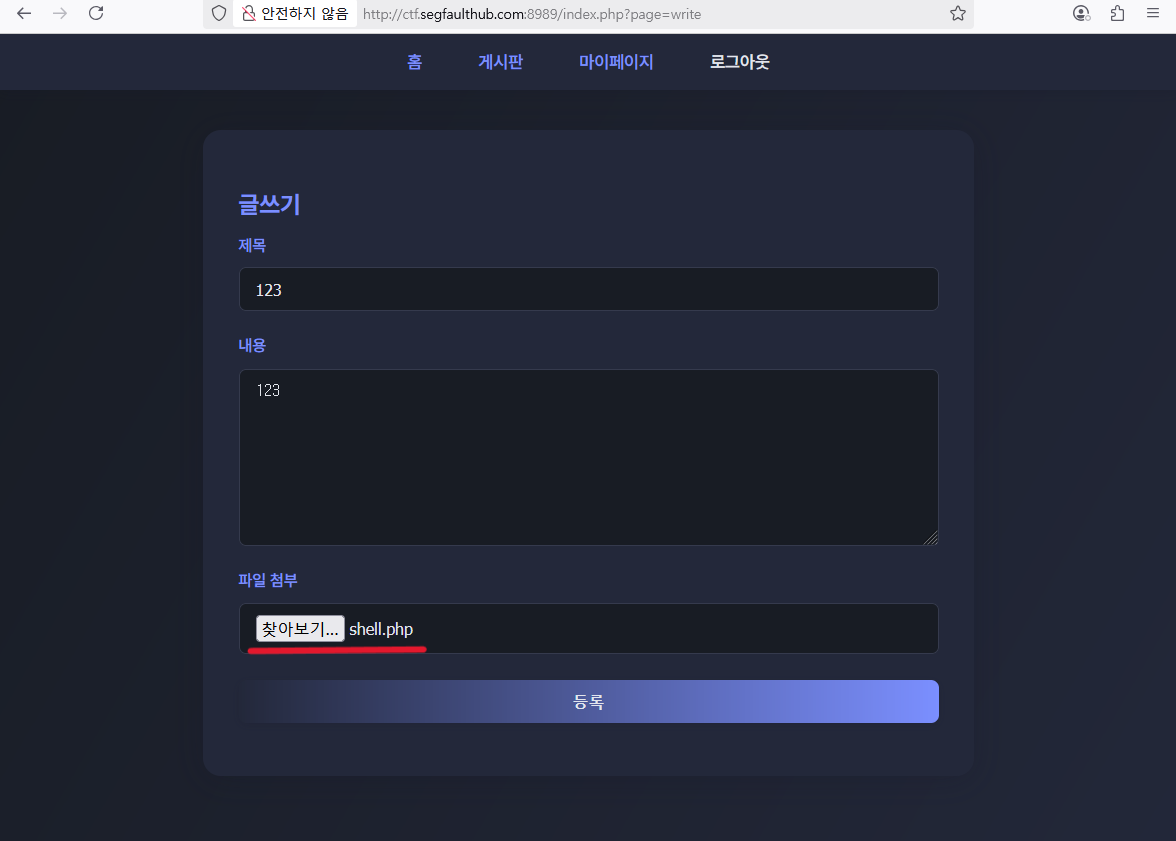 안전하지 않음 http://ctf.segfaulthub.com:8989/index.php?page=write
홈 게시판 마이페이지 로그아웃
글쓰기
제목
123
내용
123
파일 첨부
찾아보기... shell.php
등록